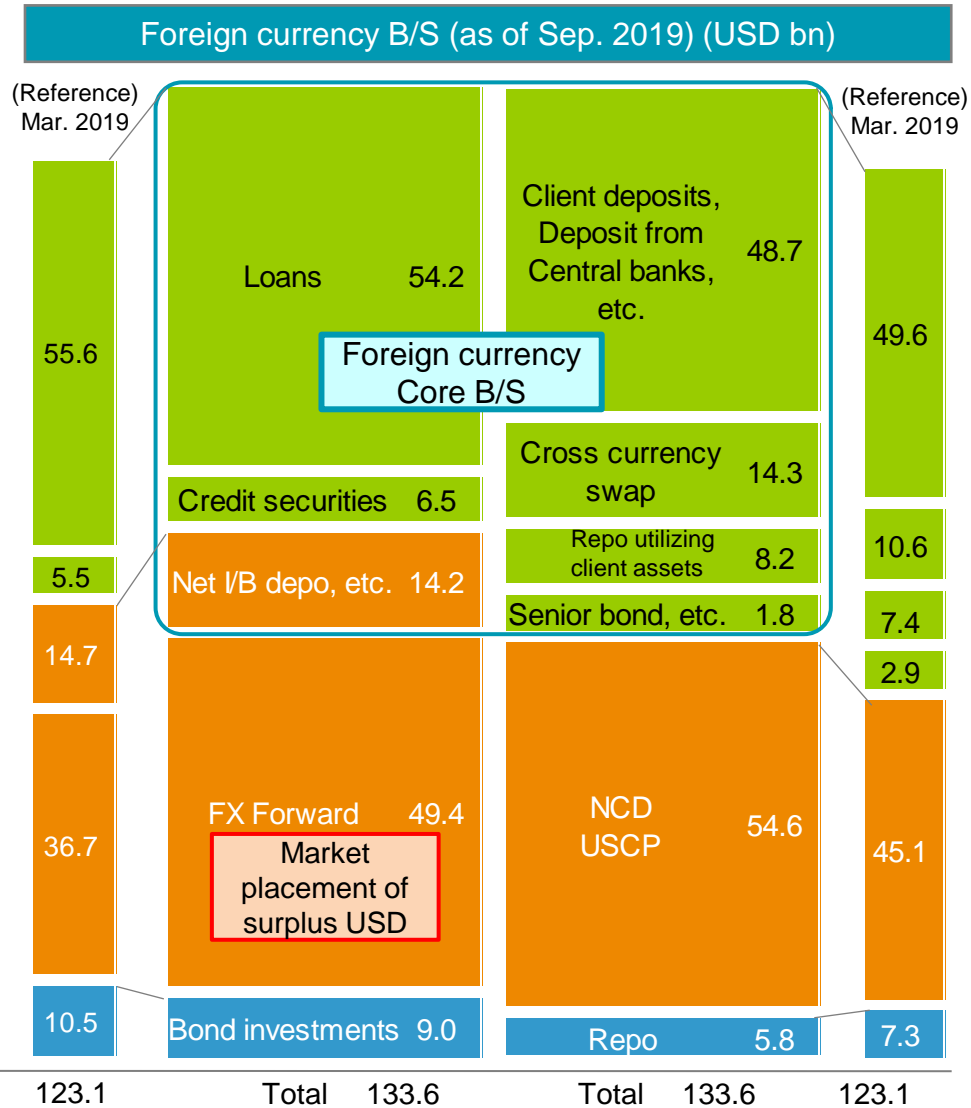 Foreign currency B/S (as of Sep. 2019) (USD bn)
(Reference)
Mar. 2019
55.6
5.5
14.7
36.7
10.5
123.1
Loans 54.2
Credit securities 6.5
Net I/B depo, etc. 14.2
FX Forward 49.4
Market
placement of
surplus USD
Bond investments 9.0
Total 133.6
Foreign currency
Core B/S
Client deposits,
Deposit from
Central banks,
etc.
48.7
Cross currency
swap
14.3
Repo utilizing
client assets
8.2
Senior bond, etc. 1.8
NCD
USCP
54.6
Repo 5.8
Total 133.6
(Reference)
Mar. 2019
49.6
10.6
7.4
2.9
45.1
7.3
123.1